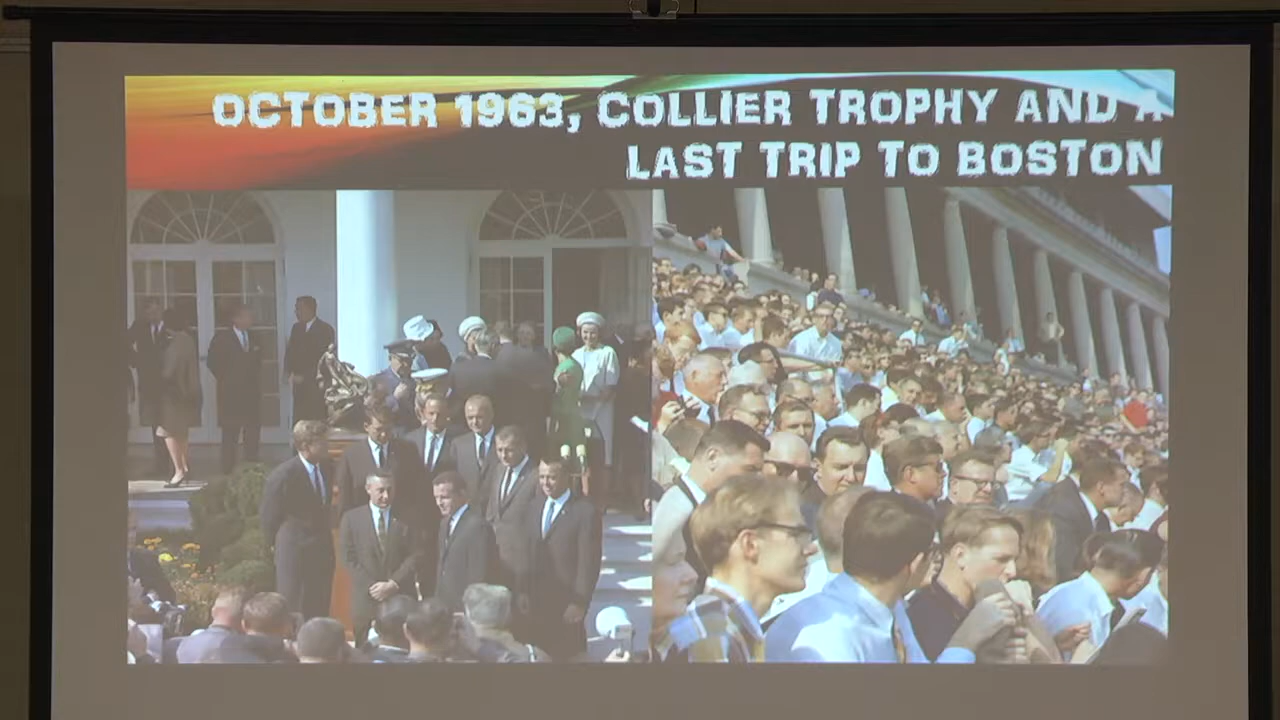 OCTOBER 1963, COLLIER TROPHY AND A
LAST TRIP TO BOSTON